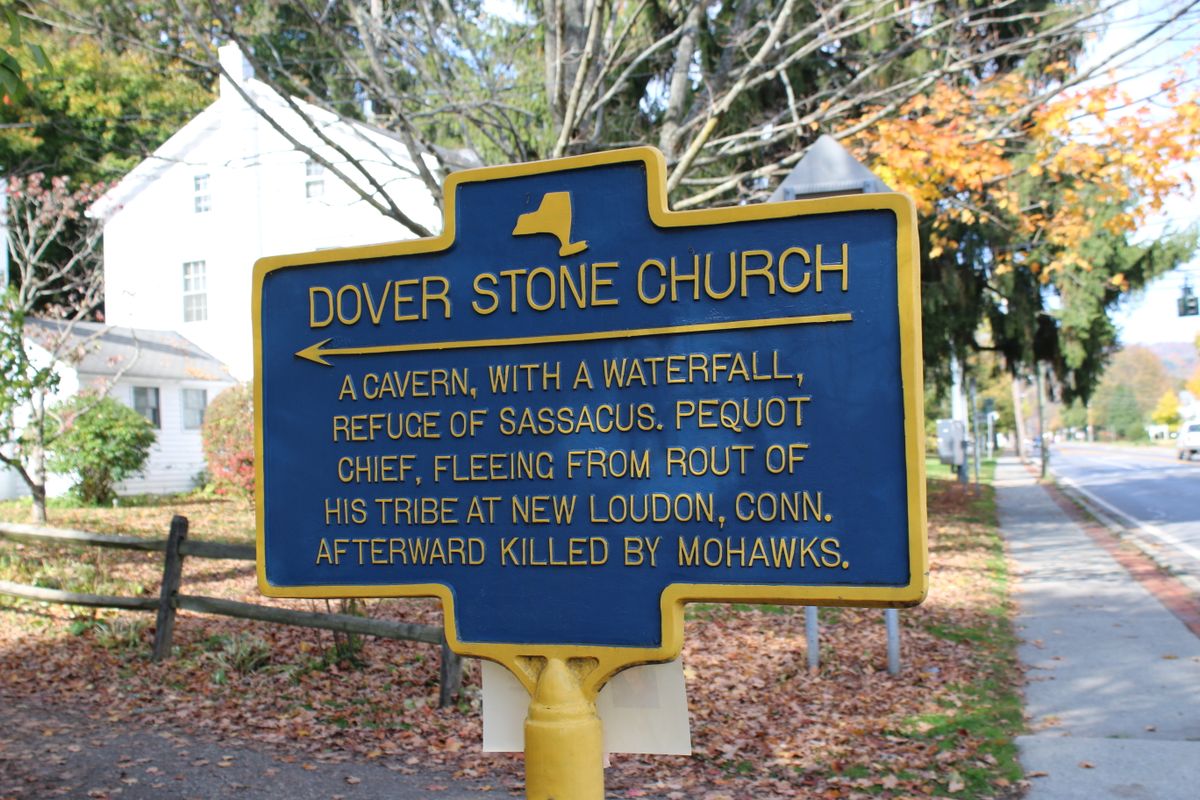 DOVER STONE CHURCH
A CAVERN, WITH A WATERFALL,
REFUGE OF SASSACUS. PEQUOT
CHIEF, FLEEING FROM ROUT OF
HIS TRIBE AT NEW LOUDON, CONN.
AFTERWARD KILLED BY MOHAWKS.